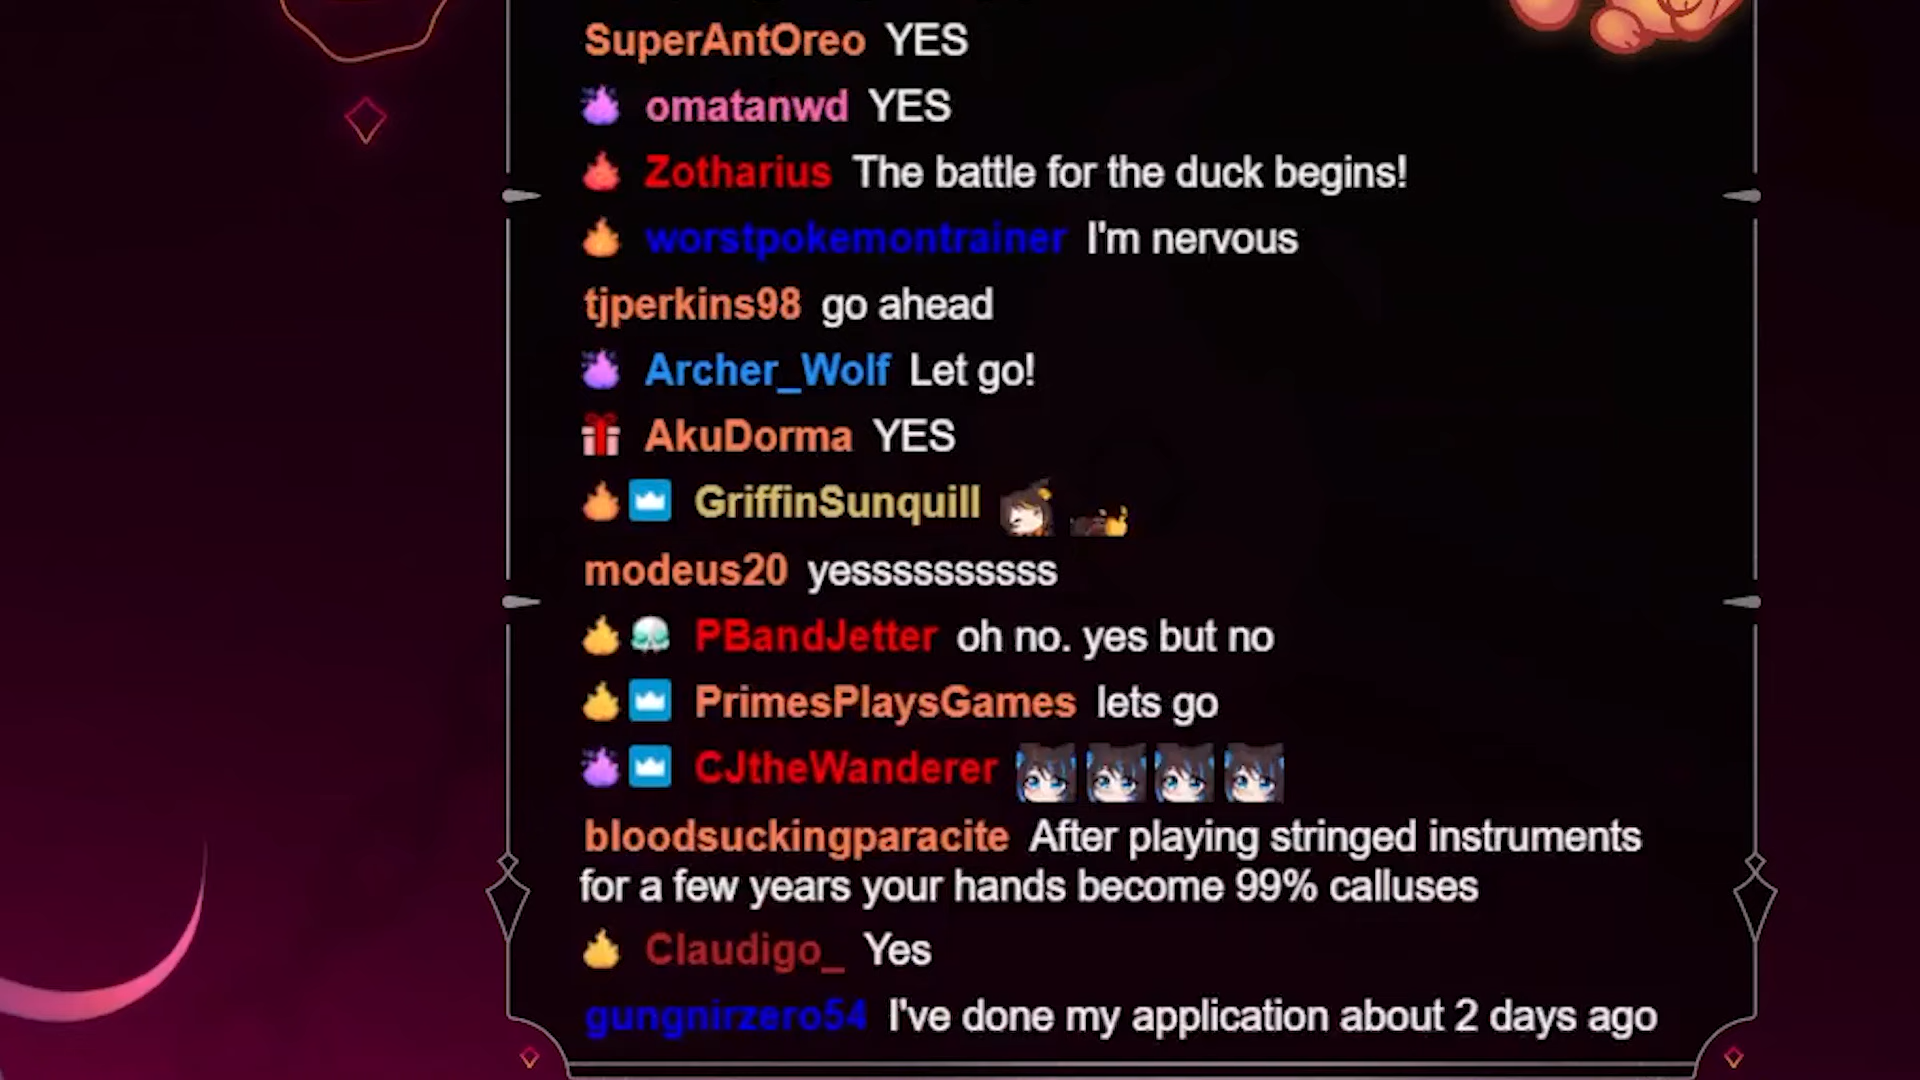 SuperAntOreo YES
omatanwd YES
Zotharius The battle for the duck begins!
worstpokemontrainer I'm nervous
tjperkins98 go ahead
Archer_Wolf Let go!
AkuDorma YES
GriffinSunquill
modeus20 yessssssssss
PBandJetter oh no. yes but no
PrimesPlaysGames lets go
CJtheWanderer
bloodsuckingparacite After playing stringed instruments
for a few years your hands become 99% calluses
Claudigo_ Yes
gungnirzero54 I've done my application about 2 days ago